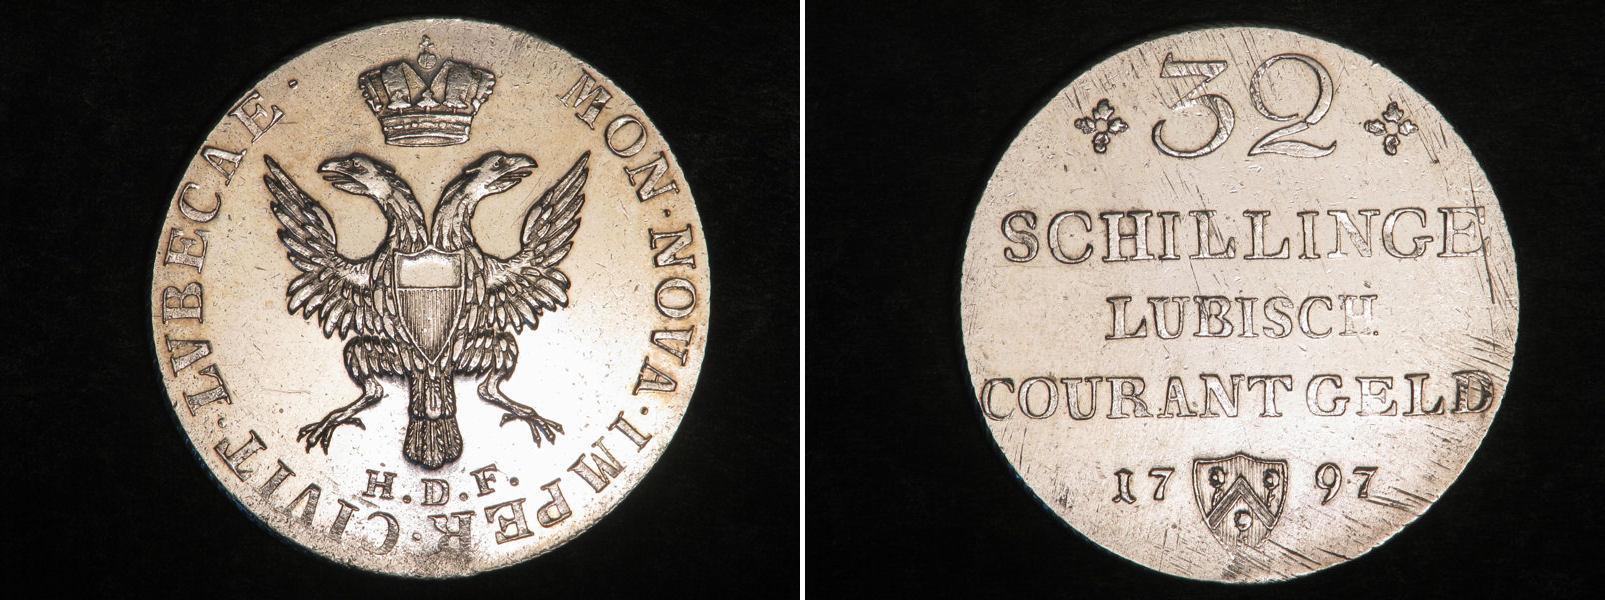 MON·NOVA·IMPER·CIVIT·LVBECAE·
H.D.F.
32
SCHILLINGE
LUBISCH
COURANT GELD
17 97